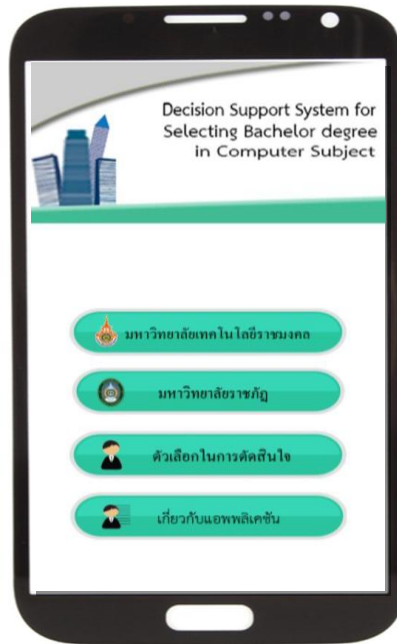 Decision Support System for
Selecting Bachelor degree
in Computer Subject
มหาวิทยาลัยเทคโนโลยีราชมงคล
มหาวิทยาลัยราชภัฏ
ตัวเลือกในการตัดสินใจ
เกี่ยวกับแอพพลิเคชัน